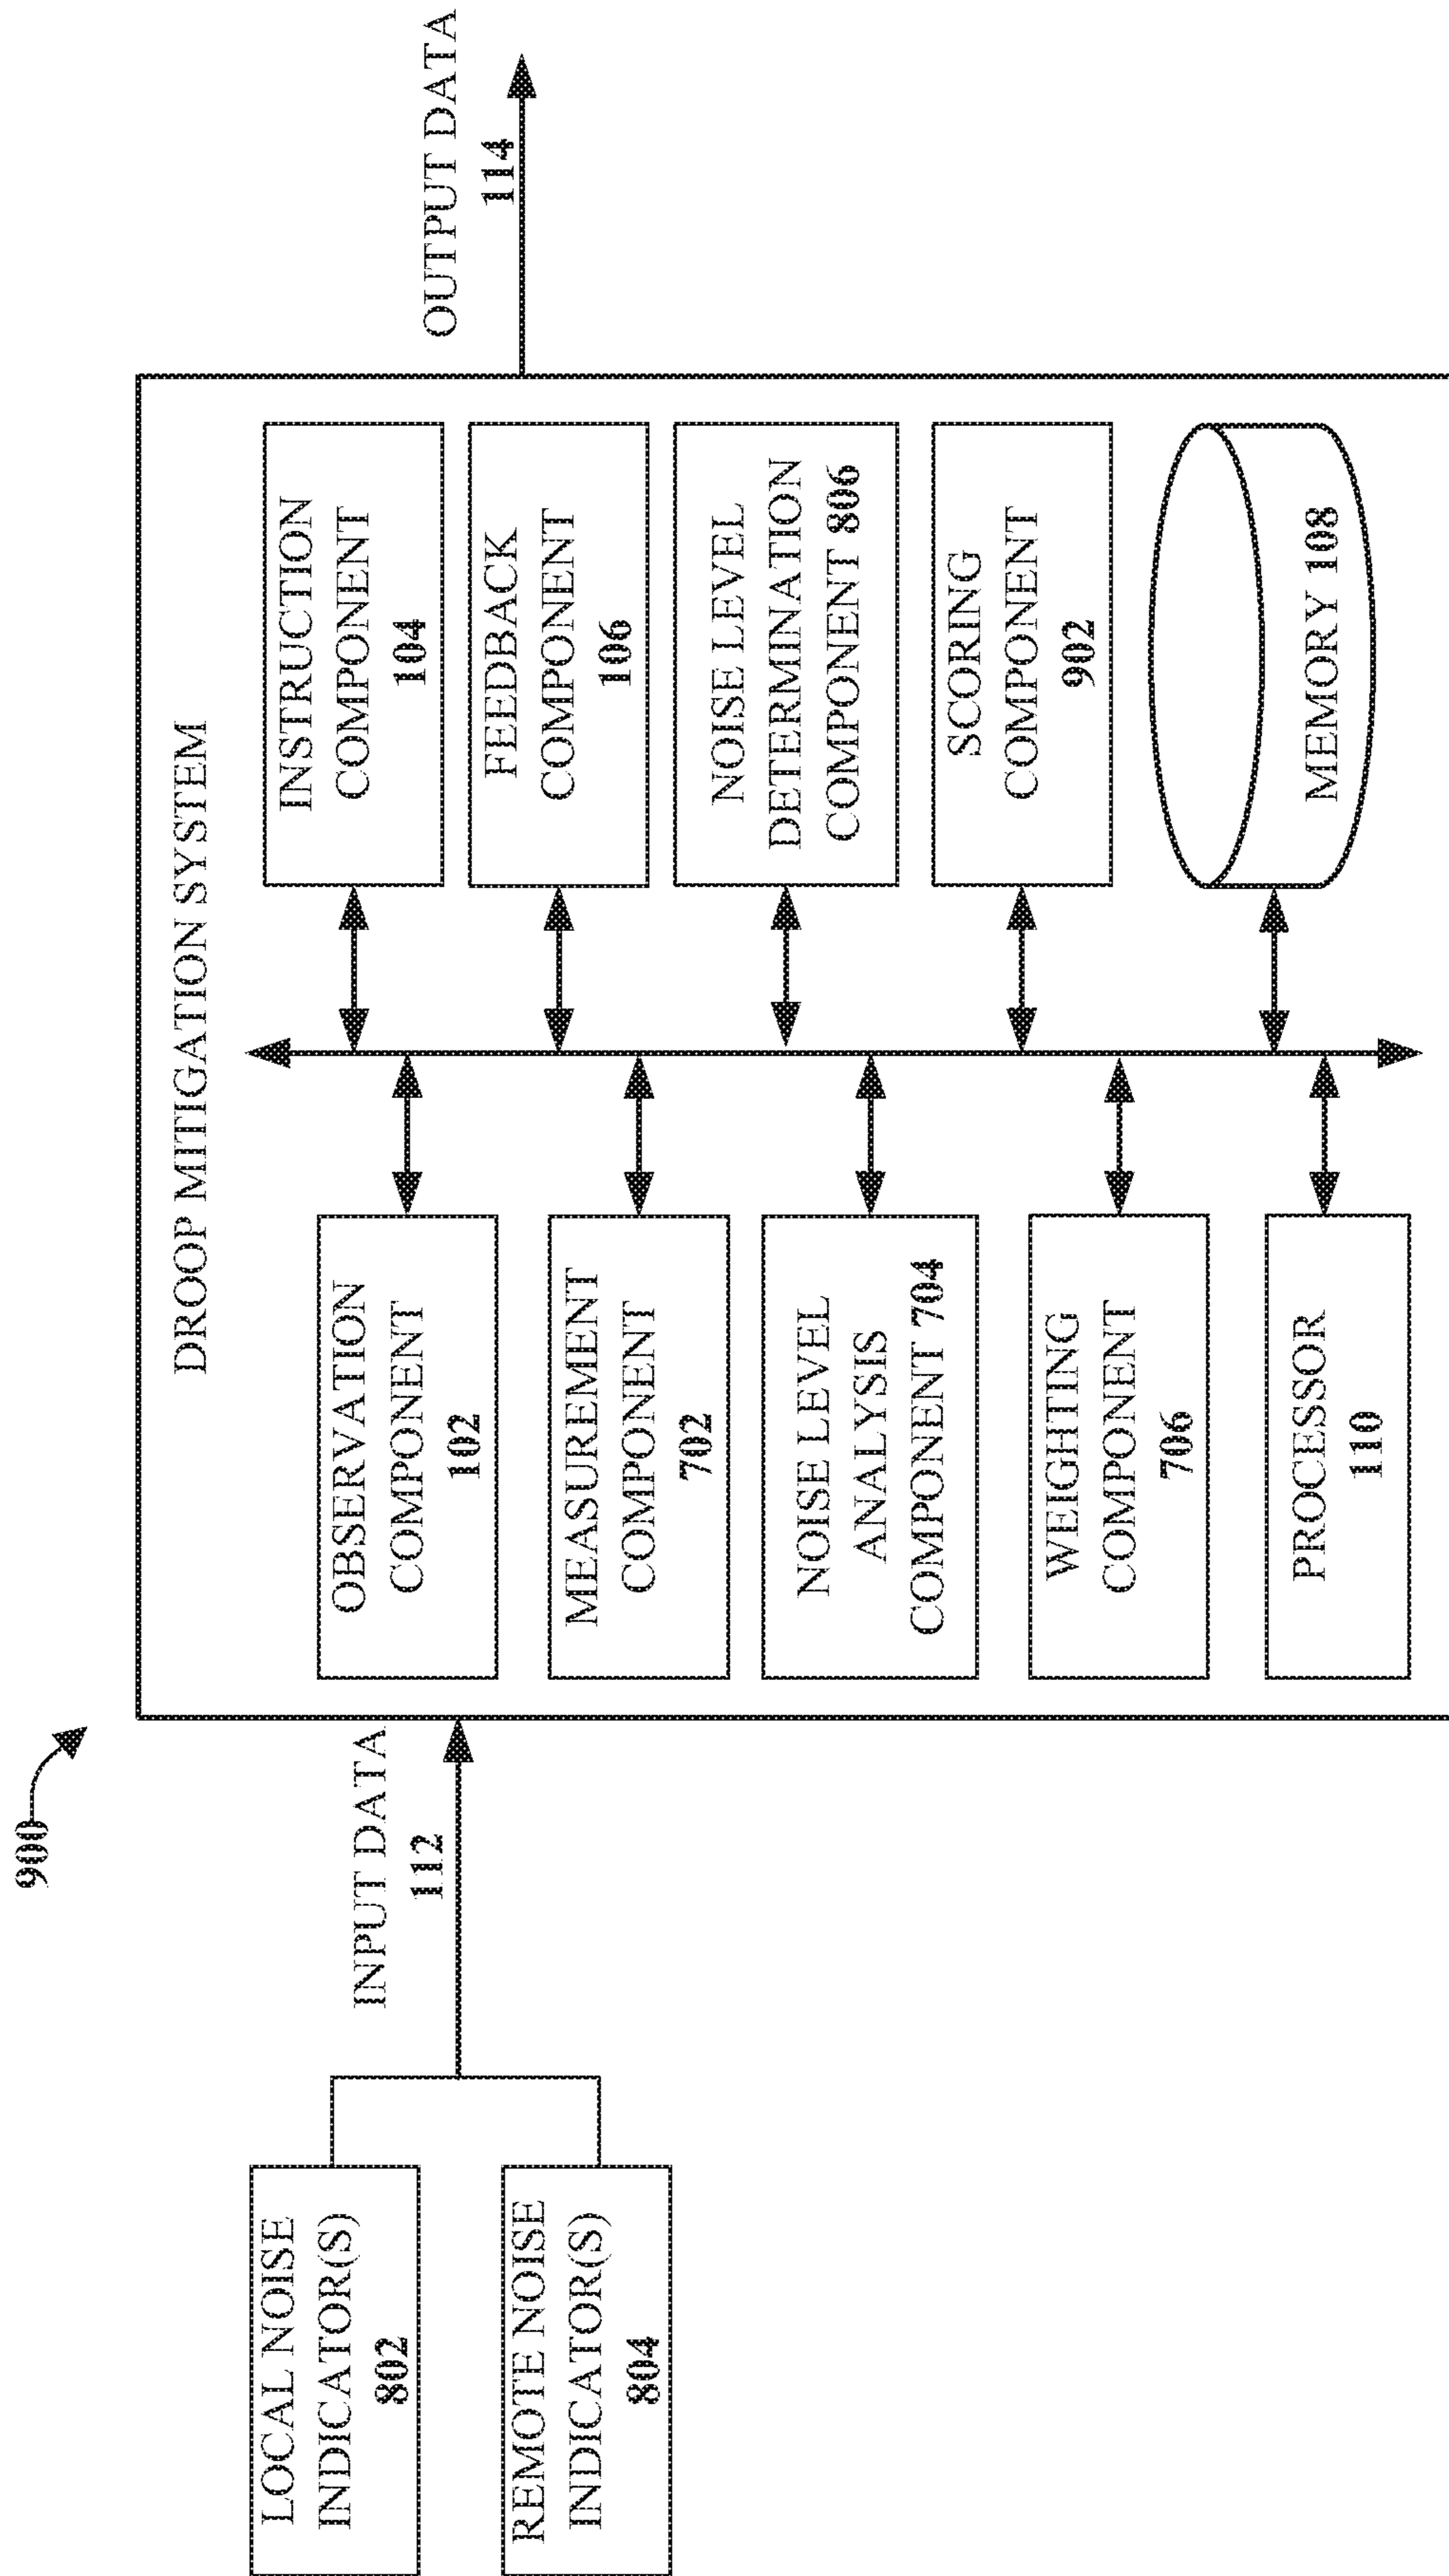 900
LOCAL NOISE
INDICATOR(S)
802
REMOTE NOISE
INDICATOR(S)
804
INPUT DATA
112
DROOP MITIGATION SYSTEM
OBSERVATION
COMPONENT
102
MEASUREMENT
COMPONENT
702
NOISE LEVEL
ANALYSIS
COMPONENT 704
WEIGHTING
COMPONENT
706
PROCESSOR
110
INSTRUCTION
COMPONENT
104
FEEDBACK
COMPONENT
106
NOISE LEVEL
DETERMINATION
COMPONENT 806
SCORING
COMPONENT
902
MEMORY 108
OUTPUT DATA
114